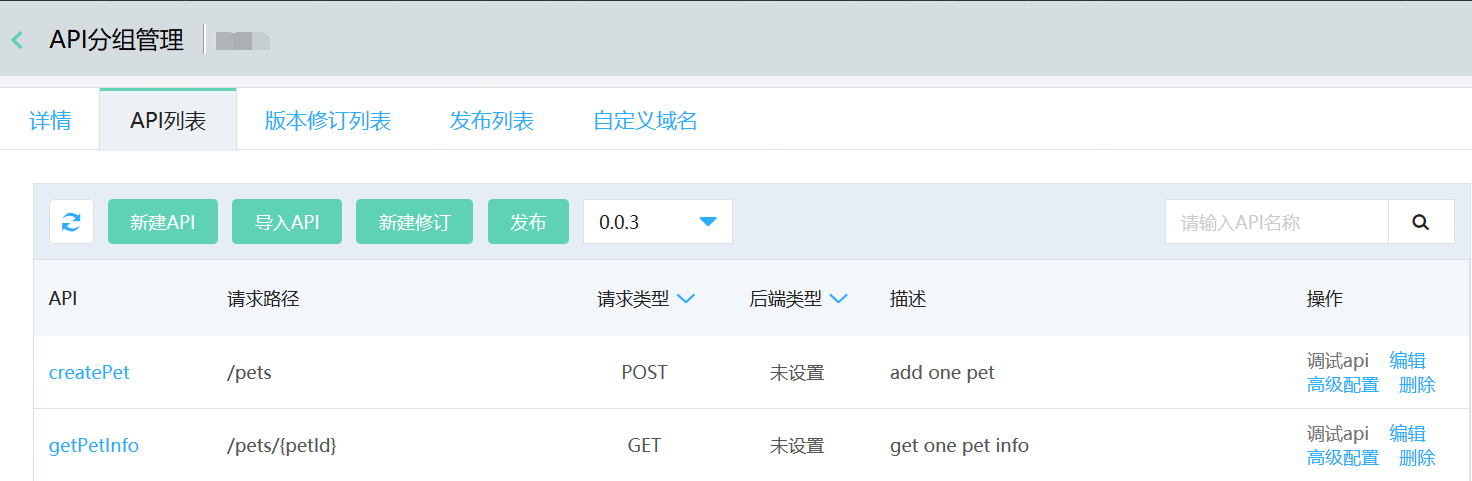 API分组管理
详情 API列表 版本修订列表 发布列表 自定义域名
新建API 导入API 新建修订 发布 0.0.3 请输入API名称
API 请求路径 请求类型 后端类型 描述 操作
createPet /pets POST 未设置 add one pet 调试api 编辑
高级配置 删除
getPetInfo /pets/{petId} GET 未设置 get one pet info 调试api 编辑
高级配置 删除